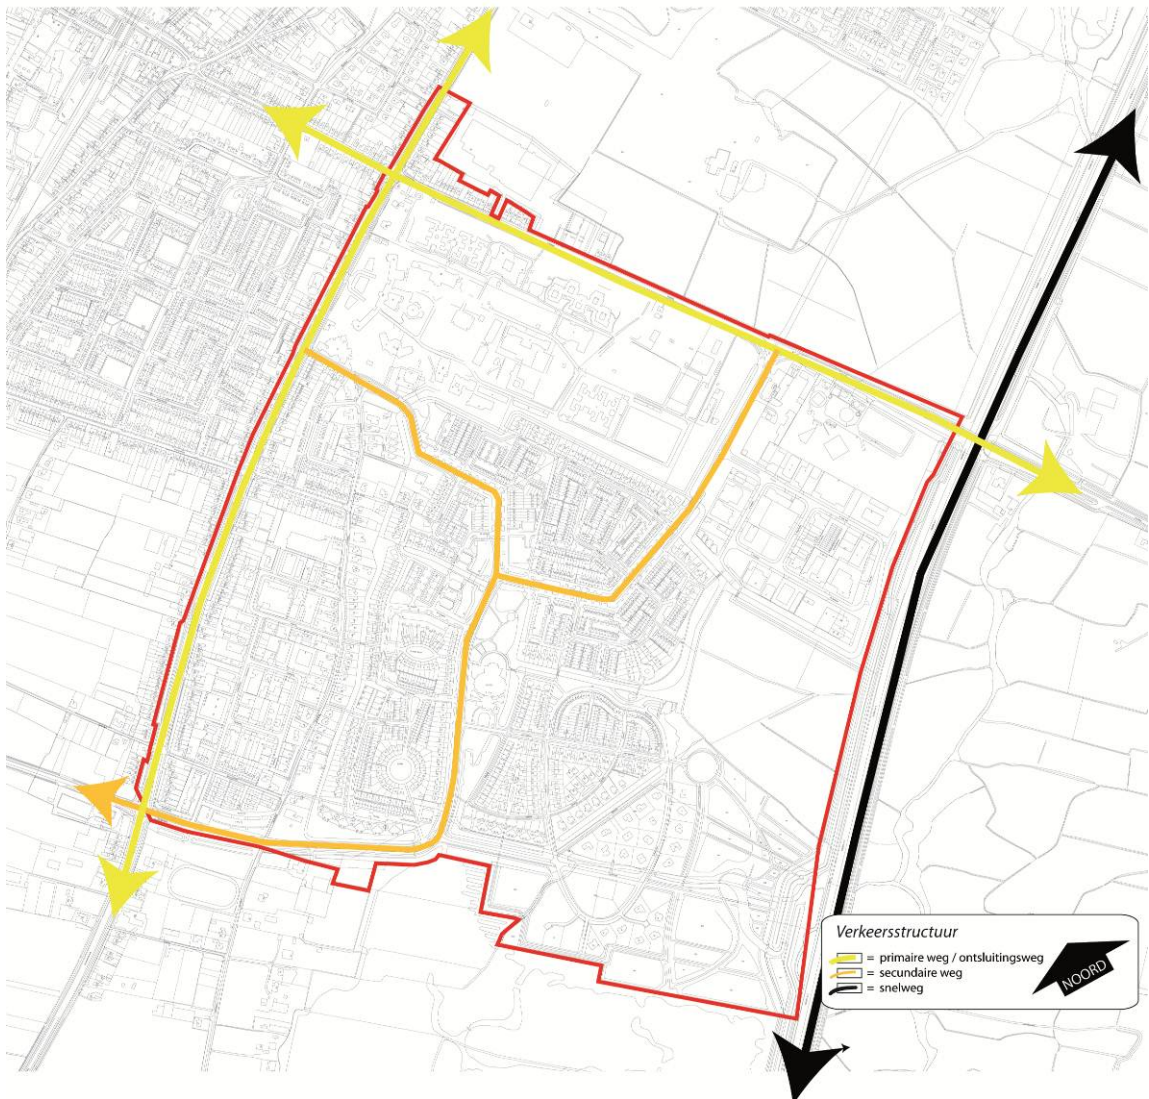 Verkeersstructuur
= primaire weg / ontsluitingsweg
= secundaire weg
= snelweg
NOORD